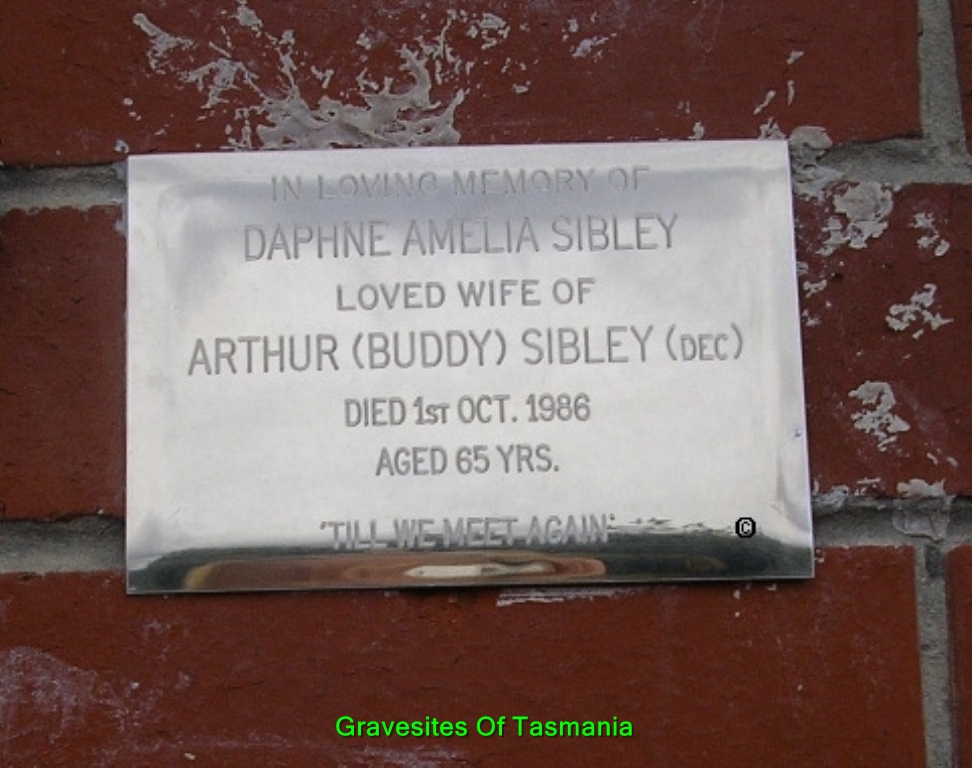 IN LOVING MEMORY OF
DAPHNE AMELIA SIBLEY
LOVED WIFE OF
ARTHUR (BUDDY) SIBLEY (DEC)
DIED 1ST OCT. 1986
AGED 65 YRS.
'TILL WE MEET AGAIN'
©
Gravesites Of Tasmania